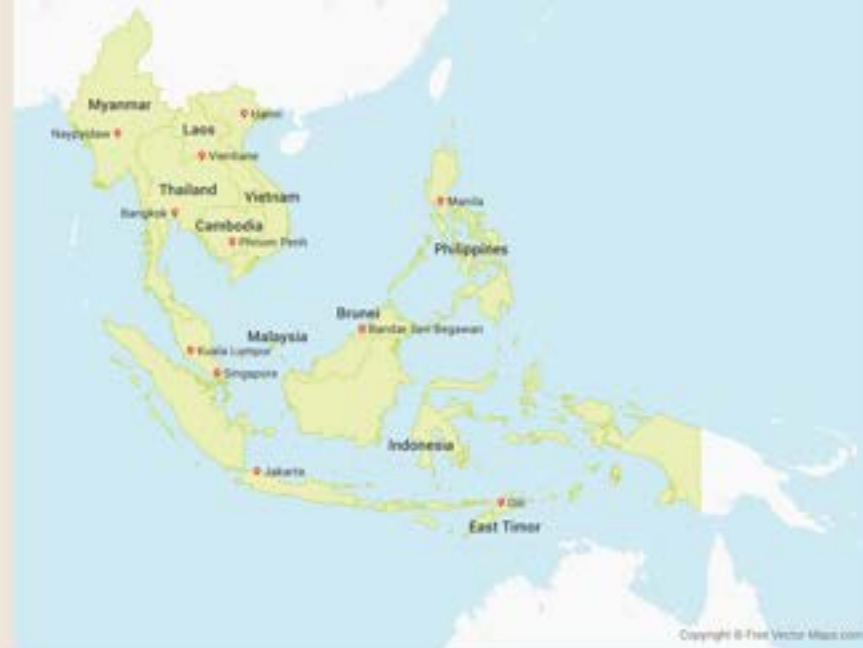 Myanmar
Hanoi
Laos
Naypyidaw
Vientiane
Thailand
Vietnam
Manila
Bangkok
Cambodia
Phnom Penh
Philippines
Brunei
Bandar Seri Begawan
Malaysia
Kuala Lumpur
Singapore
Indonesia
Jakarta
Dili
East Timor
Copyright © Free Vector Maps.com